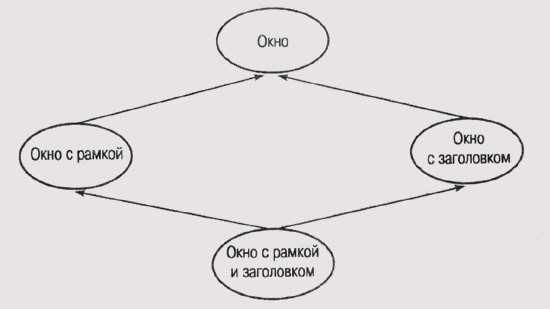 Окно
Окно с рамкой
Окно
с заголовком
Окно с рамкой
и заголовком